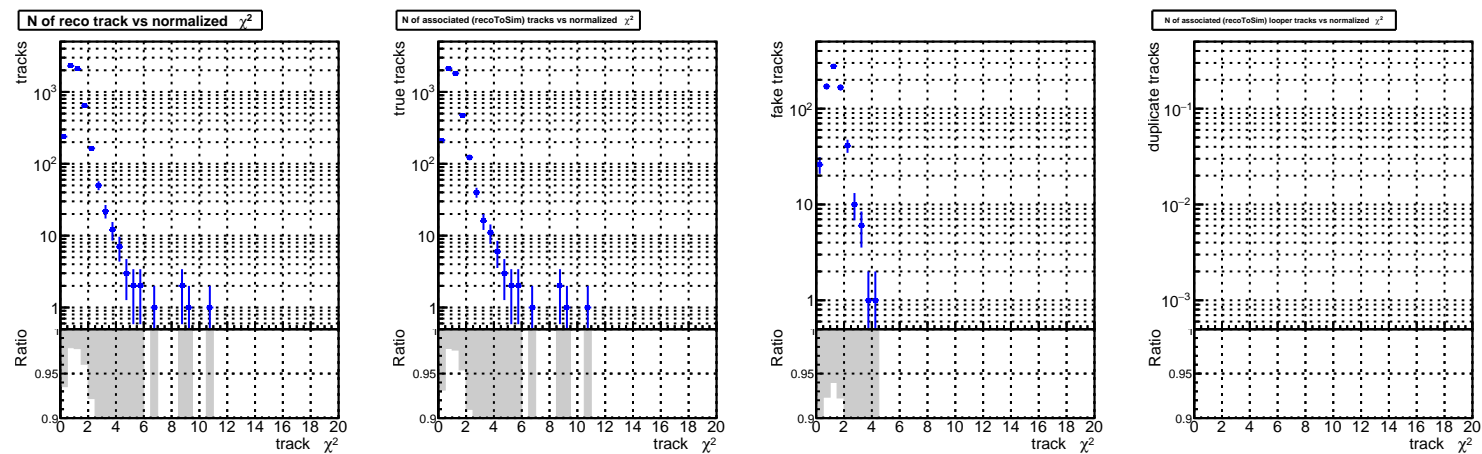 N of reco track vs normalized χ²
tracks
10³
10²
10
1
Ratio
1
0.95
0.9
0 2 4 6 8 10 12 14 16 18 20
track χ²
N of associated (recoToSim) tracks vs normalized χ²
true tracks
10³
10²
10
1
Ratio
1
0.95
0.9
0 2 4 6 8 10 12 14 16 18 20
track χ²
fake tracks
10²
10
1
Ratio
1
0.95
0.9
0 2 4 6 8 10 12 14 16 18 20
track χ²
N of associated (recoToSim) looper tracks vs normalized χ²
duplicate tracks
10⁻¹
10⁻²
10⁻³
Ratio
1
0.95
0.9
0 2 4 6 8 10 12 14 16 18 20
track χ²